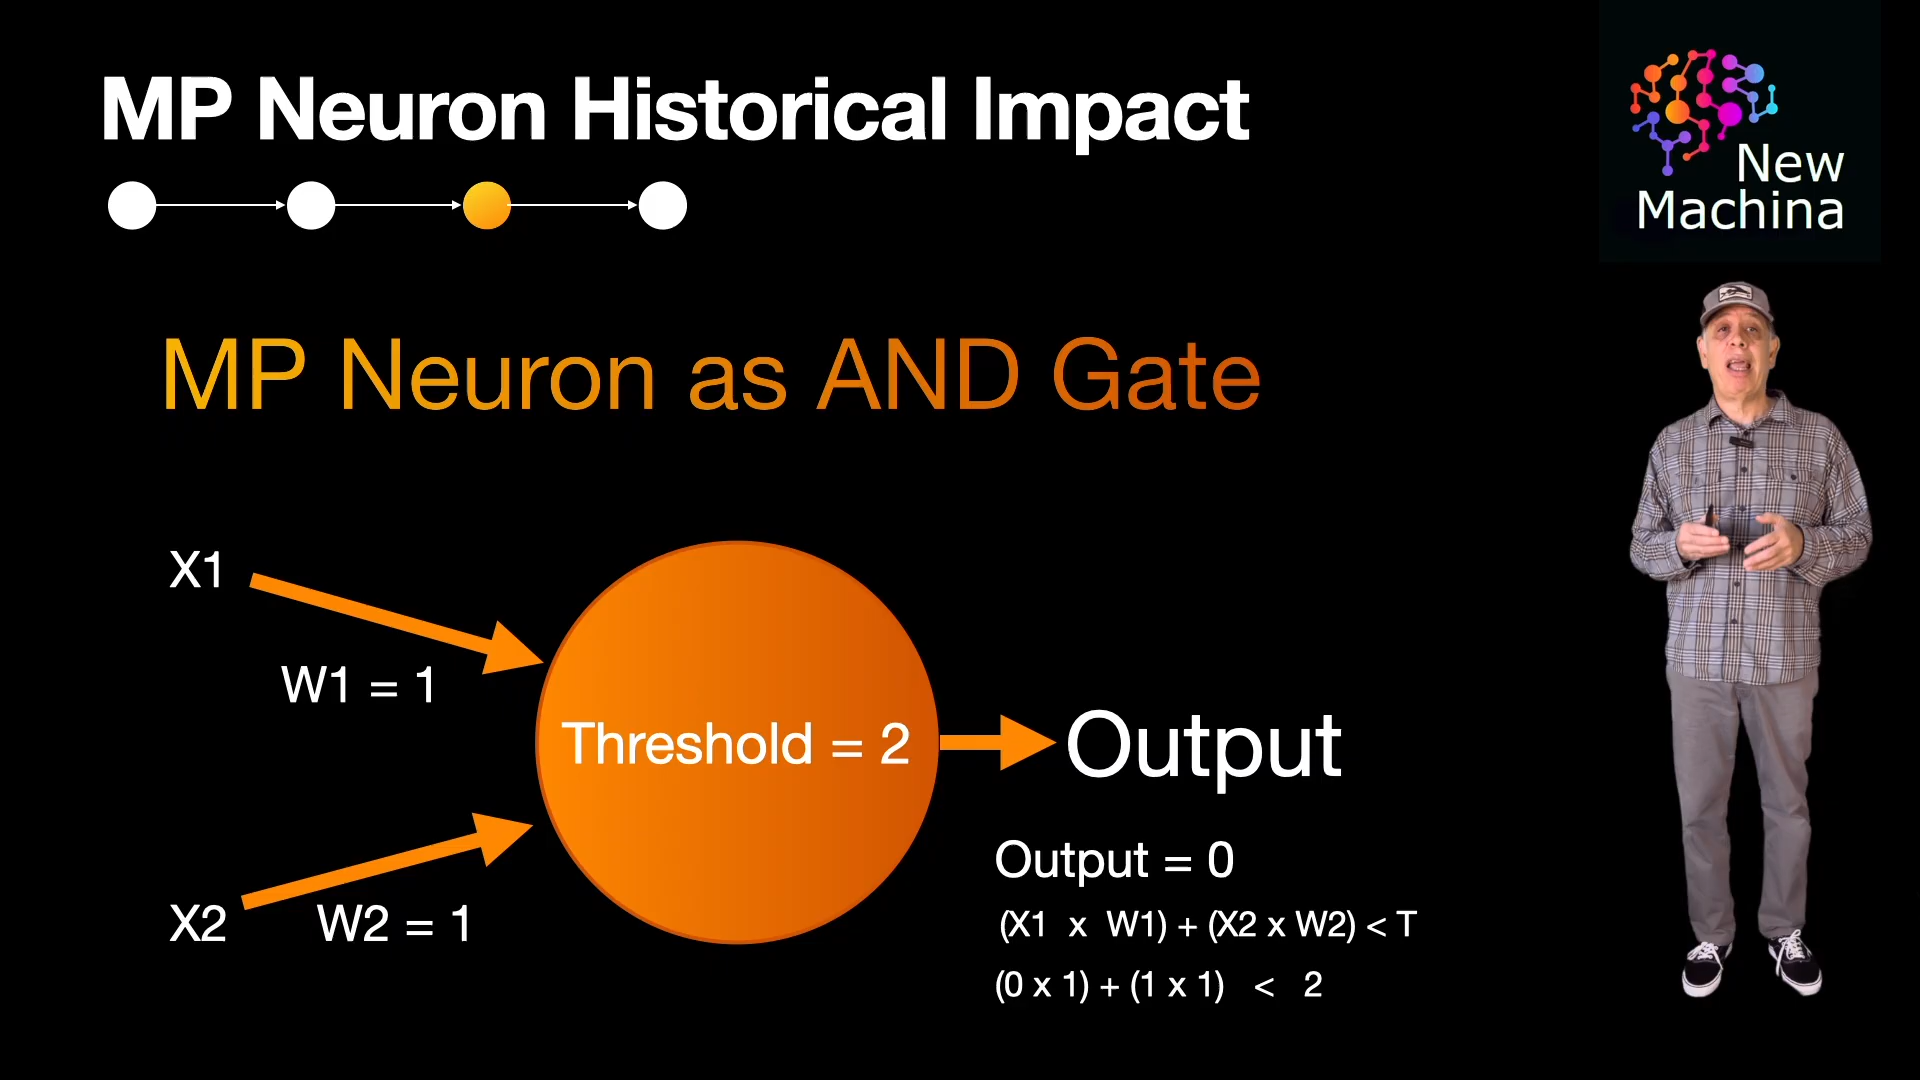 MP Neuron Historical Impact
New
Machina
MP Neuron as AND Gate
X1
W1 = 1
Threshold = 2
Output
X2
W2 = 1
Output = 0
(X1 x W1) + (X2 x W2) < T
(0 x 1) + (1 x 1) < 2